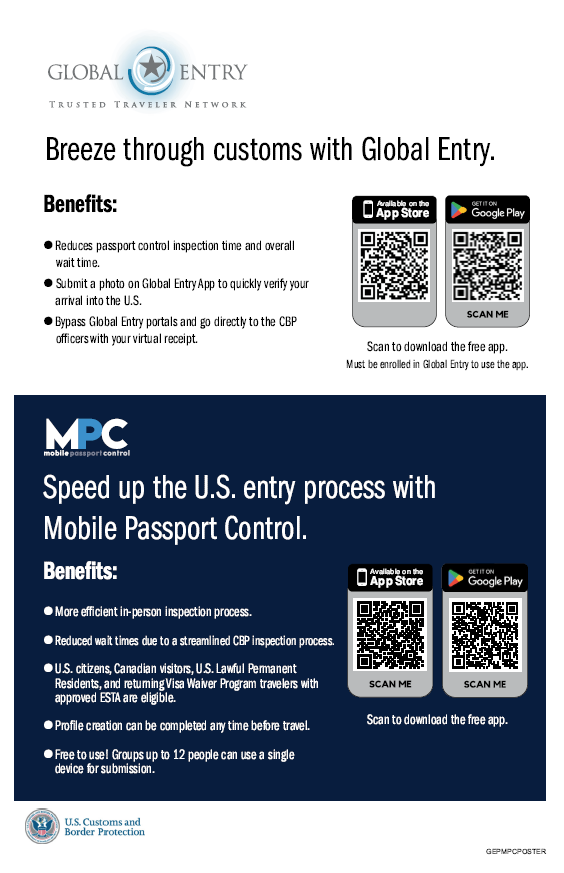 GLOBAL ENTRY
TRUSTED TRAVELER NETWORK
Breeze through customs with Global Entry.
Benefits:
● Reduces passport control inspection time and overall
wait time.
● Submit a photo on Global Entry App to quickly verify your
arrival into the U.S.
● Bypass Global Entry portals and go directly to the CBP
officers with your virtual receipt.
Available on the
App Store
GET IT ON
Google Play
SCAN ME
Scan to download the free app.
Must be enrolled in Global Entry to use the app.
MPC
mobile passport control
Speed up the U.S. entry process with
Mobile Passport Control.
Benefits:
● More efficient in-person inspection process.
● Reduced wait times due to a streamlined CBP inspection process.
● U.S. citizens, Canadian visitors, U.S. Lawful Permanent
Residents, and returning Visa Waiver Program travelers with
approved ESTA are eligible.
● Profile creation can be completed any time before travel.
● Free to use! Groups up to 12 people can use a single
device for submission.
Available on the
App Store
SCAN ME
GET IT ON
Google Play
SCAN ME
Scan to download the free app.
U.S. Customs and
Border Protection
GEPMPCPOSTER